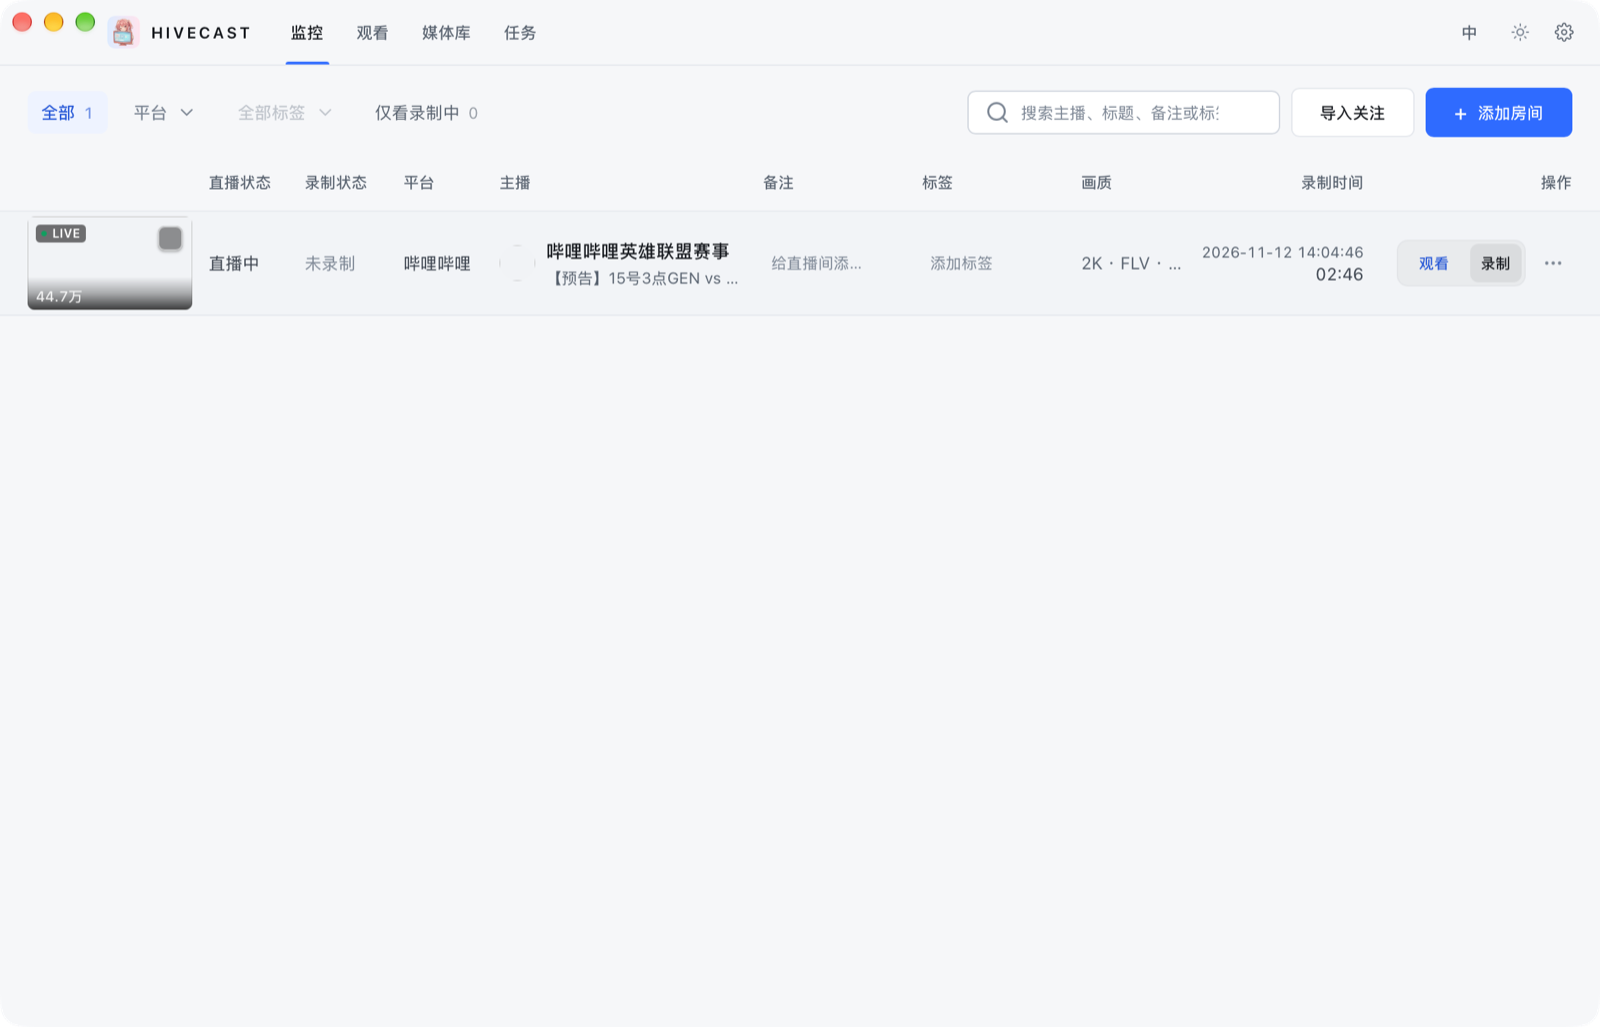 HIVECAST 监控 观看 媒体库 任务 中
全部 1 平台 全部标签 仅看录制中 0 搜索主播、标题、备注或标 导入关注 + 添加房间
直播状态 录制状态 平台 主播 备注 标签 画质 录制时间 操作
LIVE
44.7万
直播中 未录制 哔哩哔哩
哔哩哔哩英雄联盟赛事
【预告】15号3点GEN vs ...
给直播间添... 添加标签 2K · FLV · ...
2026-11-12 14:04:46
02:46
观看 录制 ···